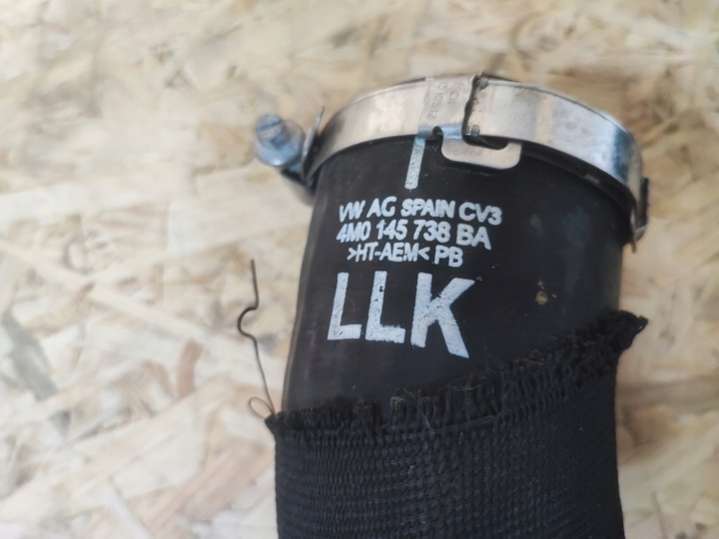 VW AG SPAIN CV3
4M0 145 738 BA
>HT-AEM< PB
LLK